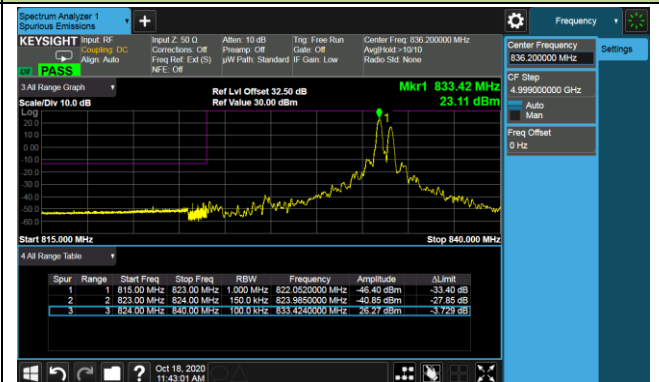 Spectrum Analyzer 1
Spurious Emissions
+
Frequency
KEYSIGHT Input: RF
Coupling: DC
Align: Auto
Input Z: 50 Ω
Corrections: Off
Freq Ref: Ext (S)
NFE: Off
Atten: 10 dB
Preamp: Off
µW Path: Standard
Trig: Free Run
Gate: Off
IF Gain: Low
Center Freq: 836.200000 MHz
Avg|Hold:>10/10
Radio Std: None
PASS
Center Frequency
836.200000 MHz
Settings
CF Step
4.999000000 GHz
Auto
Man
Freq Offset
0 Hz
3 All Range Graph
Scale/Div 10.0 dB
Ref Lvl Offset 32.50 dB
Ref Value 30.00 dBm
Mkr1 833.42 MHz
23.11 dBm
Log
20.0
10.0
0.00
-10.0
-20.0
-30.0
-40.0
-50.0
-60.0
1
Start 815.000 MHz
Stop 840.000 MHz
4 All Range Table
Spur Range Start Freq Stop Freq RBW Frequency Amplitude ΔLimit
1 1 815.00 MHz 823.00 MHz 1.000 MHz 822.0520000 MHz -46.40 dBm -33.40 dB
2 2 823.00 MHz 824.00 MHz 150.0 kHz 823.9850000 MHz -40.85 dBm -27.85 dB
3 3 824.00 MHz 840.00 MHz 100.0 kHz 833.4240000 MHz 26.27 dBm -3.729 dB
?
Oct 18, 2020
11:43:01 AM